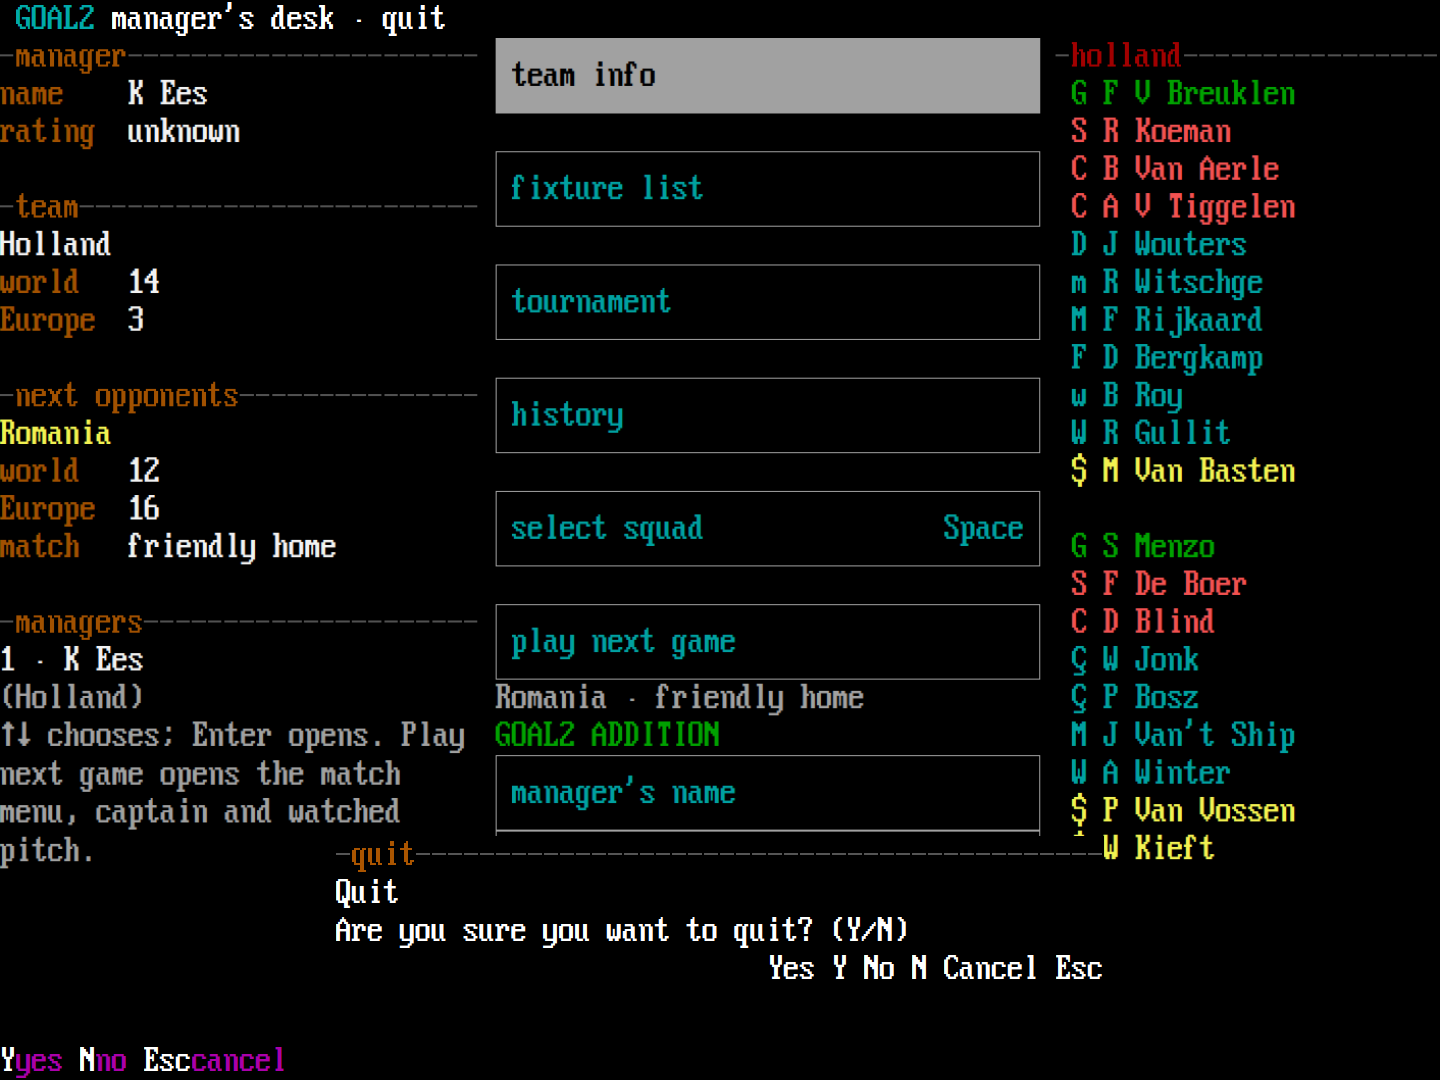 GOAL2 manager's desk · quit
manager
name K Ees
rating unknown
team
Holland
world 14
Europe 3
next opponents
Romania
world 12
Europe 16
match friendly home
managers
1 · K Ees
(Holland)
↑↓ chooses; Enter opens. Play
next game opens the match
menu, captain and watched
pitch.
team info
fixture list
tournament
history
select squad Space
play next game
Romania · friendly home
GOAL2 ADDITION
manager's name
holland
G F V Breuklen
S R Koeman
C B Van Aerle
C A V Tiggelen
D J Wouters
m R Witschge
M F Rijkaard
F D Bergkamp
w B Roy
W R Gullit
$ M Van Basten
G S Menzo
S F De Boer
C D Blind
Ç W Jonk
Ç P Bosz
M J Van't Ship
W A Winter
$ P Van Vossen
W Kieft
quit
Quit
Are you sure you want to quit? (Y/N)
Yes Y No N Cancel Esc
Yyes Nno Esccancel